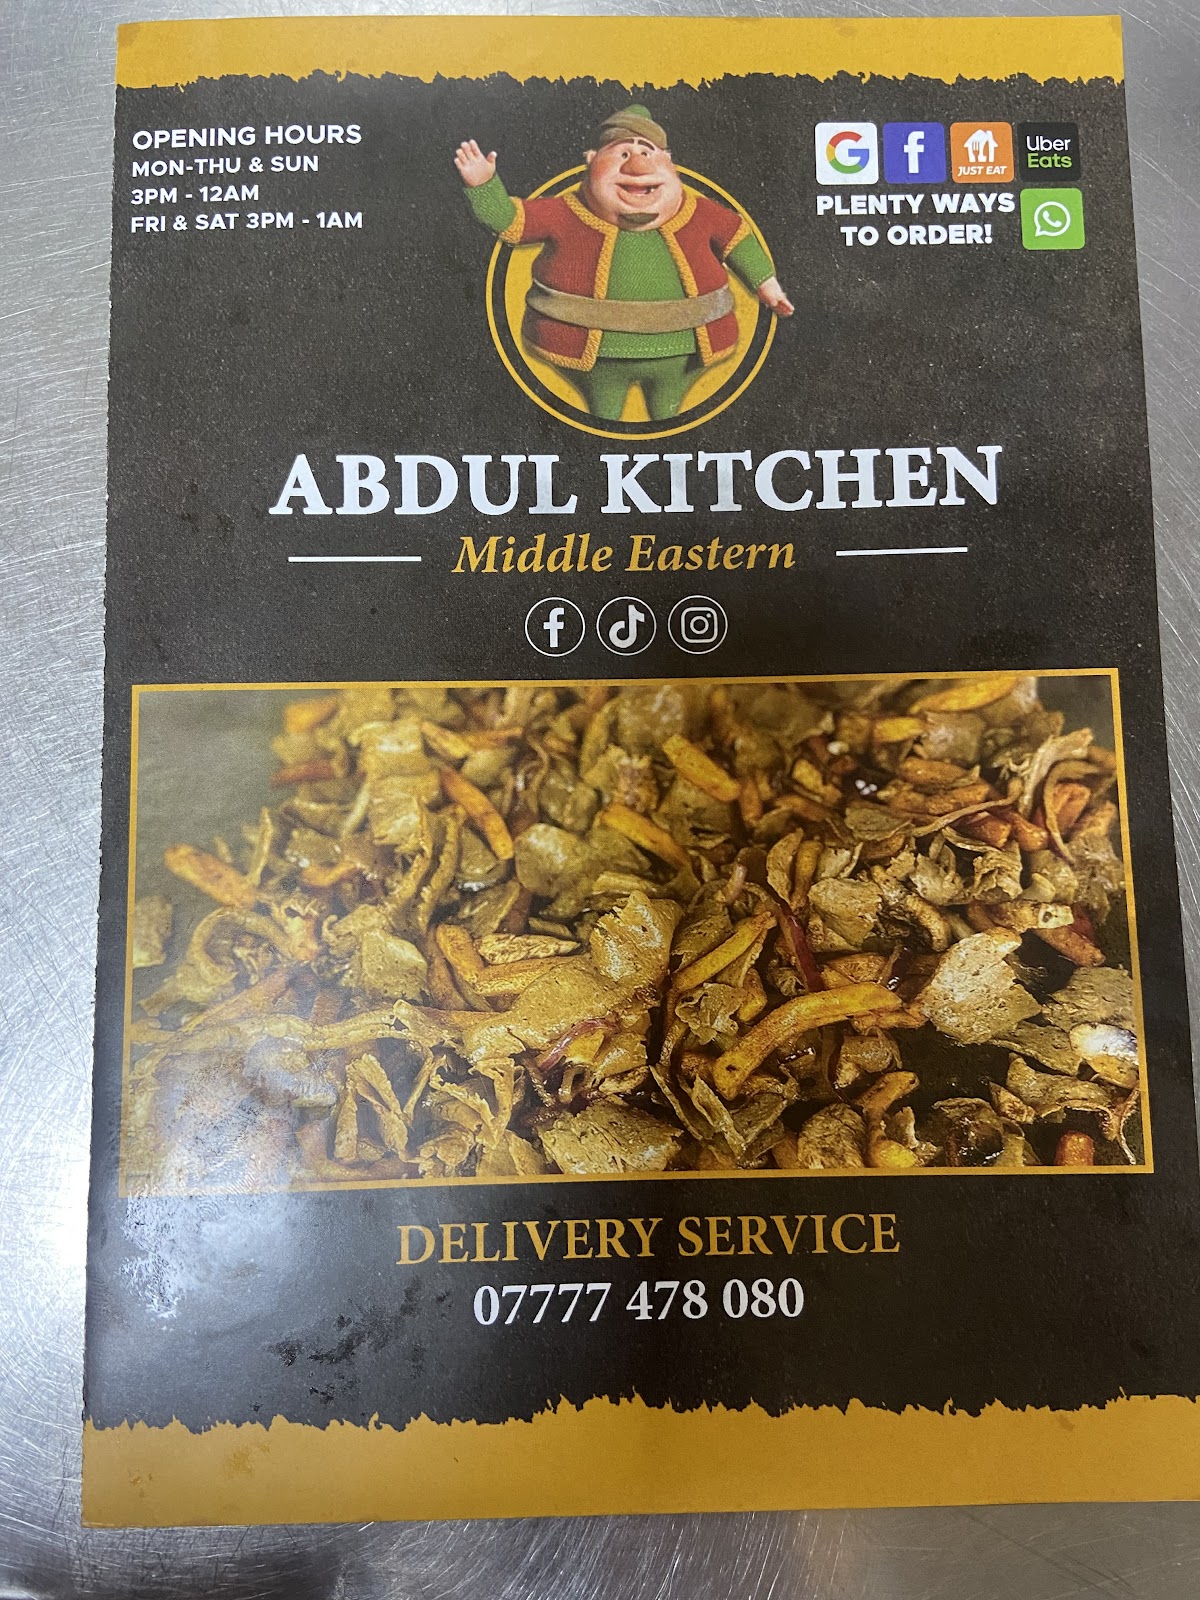 OPENING HOURS
MON-THU & SUN
3PM - 12AM
FRI & SAT 3PM - 1AM
G f JUST EAT Uber Eats
PLENTY WAYS
TO ORDER!
ABDUL KITCHEN
Middle Eastern
f
DELIVERY SERVICE
07777 478 080